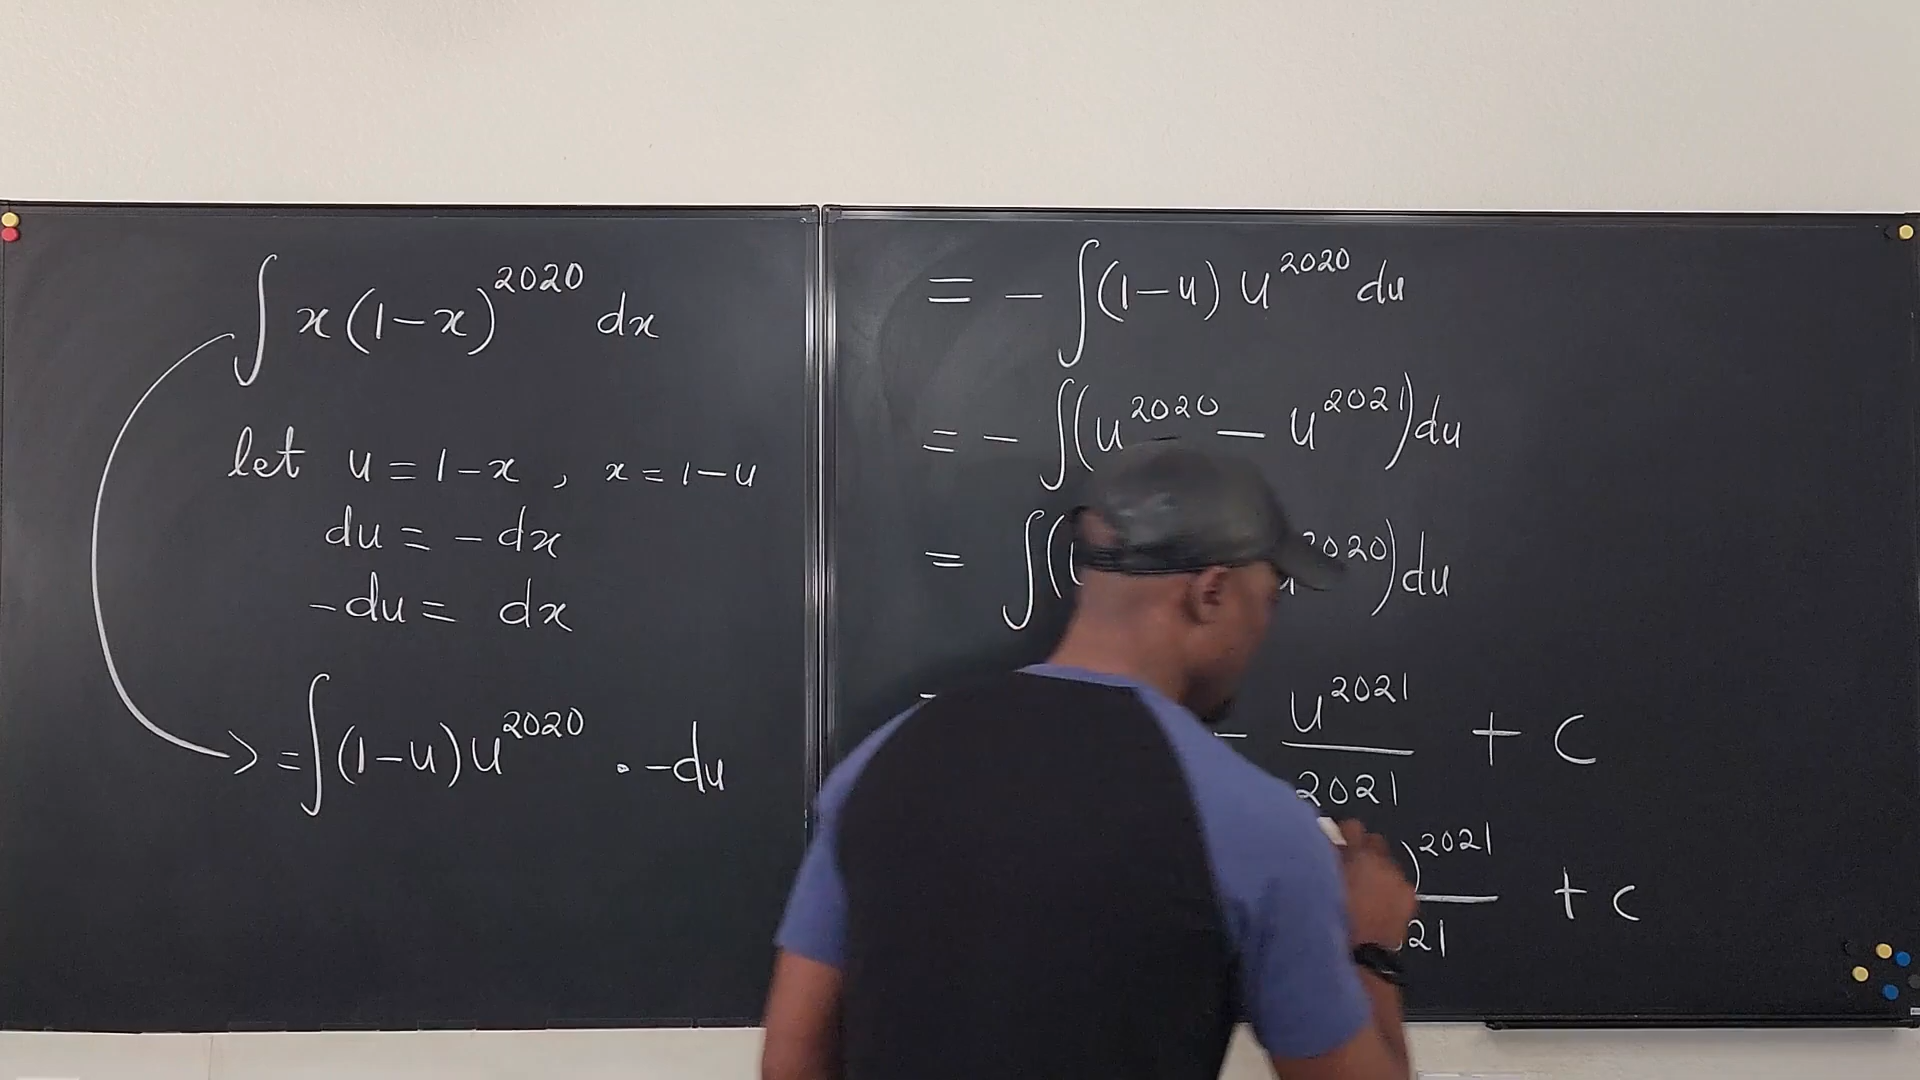 ∫ x(1-x)^2020 dx
let u = 1-x , x = 1-u
du = -dx
-du = dx
> = ∫ (1-u) u^2020 · -du
= - ∫ (1-u) u^2020 du
= - ∫ (u^2020 - u^2021) du
= ∫ ( 2020) du
- u^2021/2021 + c
)^2021/21 + c